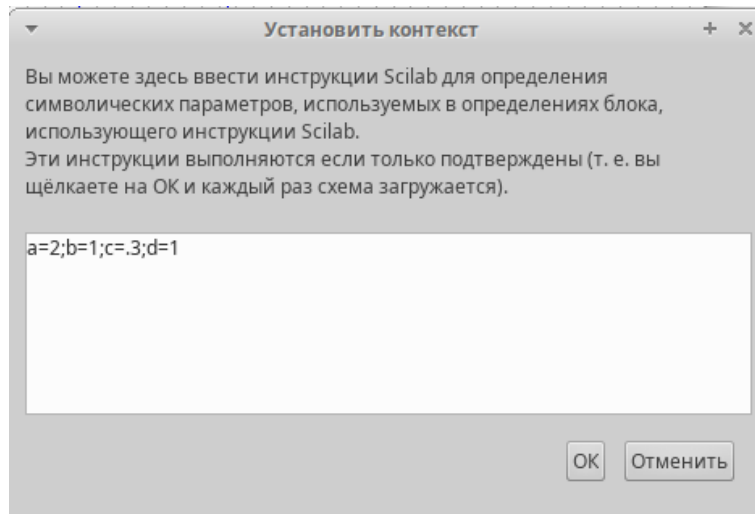 Установить контекст
Вы можете здесь ввести инструкции Scilab для определения
символических параметров, используемых в определениях блока,
использующего инструкции Scilab.
Эти инструкции выполняются если только подтверждены (т. е. вы
щёлкаете на ОК и каждый раз схема загружается).
a=2;b=1;c=.3;d=1
ОК
Отменить